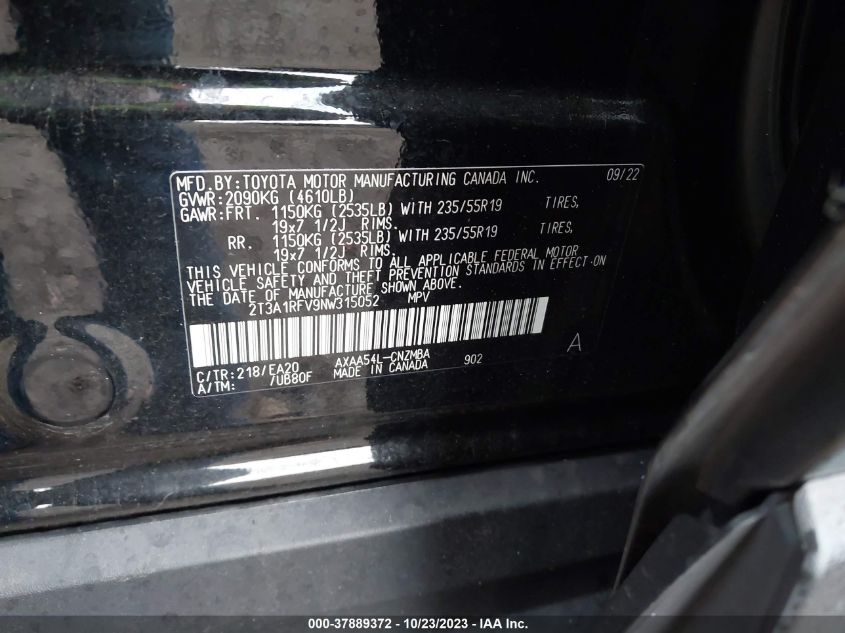 MFD.BY:TOYOTA MOTOR MANUFACTURING CANADA INC. 09/22
GVWR:2090KG (4610LB)
GAWR:FRT. 1150KG (2535LB) WITH 235/55R19 TIRES,
19x7 1/2J RIMS.
RR. 1150KG (2535LB) WITH 235/55R19 TIRES,
19x7 1/2J RIMS.
THIS VEHICLE CONFORMS TO ALL APPLICABLE FEDERAL MOTOR
VEHICLE SAFETY AND THEFT PREVENTION STANDARDS IN EFFECT ON
THE DATE OF MANUFACTURE SHOWN ABOVE.
2T3A1RFV9NW315052 MPV
C/TR:218/EA20 AXAA54L-CNZMBA 902 A
A/TM: /UB80F MADE IN CANADA
000-37889372 - 10/23/2023 - IAA Inc.